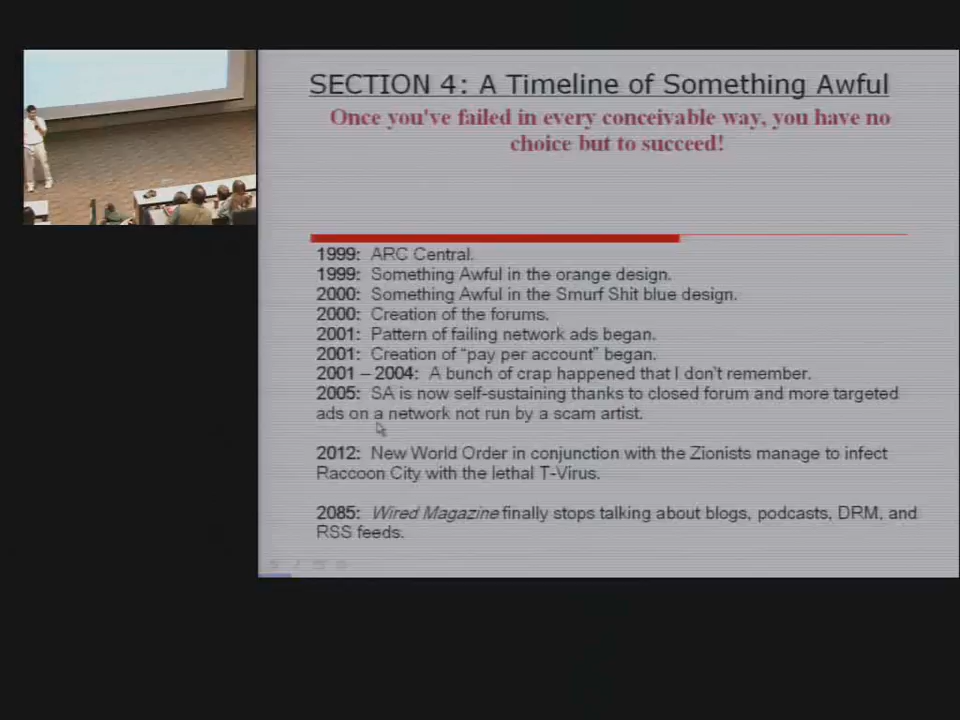 SECTION 4: A Timeline of Something Awful
Once you've failed in every conceivable way, you have no
choice but to succeed!
1999: ARC Central.
1999: Something Awful in the orange design.
2000: Something Awful in the Smurf Shit blue design.
2000: Creation of the forums.
2001: Pattern of failing network ads began.
2001: Creation of “pay per account” began.
2001 – 2004: A bunch of crap happened that I don't remember.
2005: SA is now self-sustaining thanks to closed forum and more targeted
ads on a network not run by a scam artist.
2012: New World Order in conjunction with the Zionists manage to infect
Raccoon City with the lethal T-Virus.
2085: Wired Magazine finally stops talking about blogs, podcasts, DRM, and
RSS feeds.